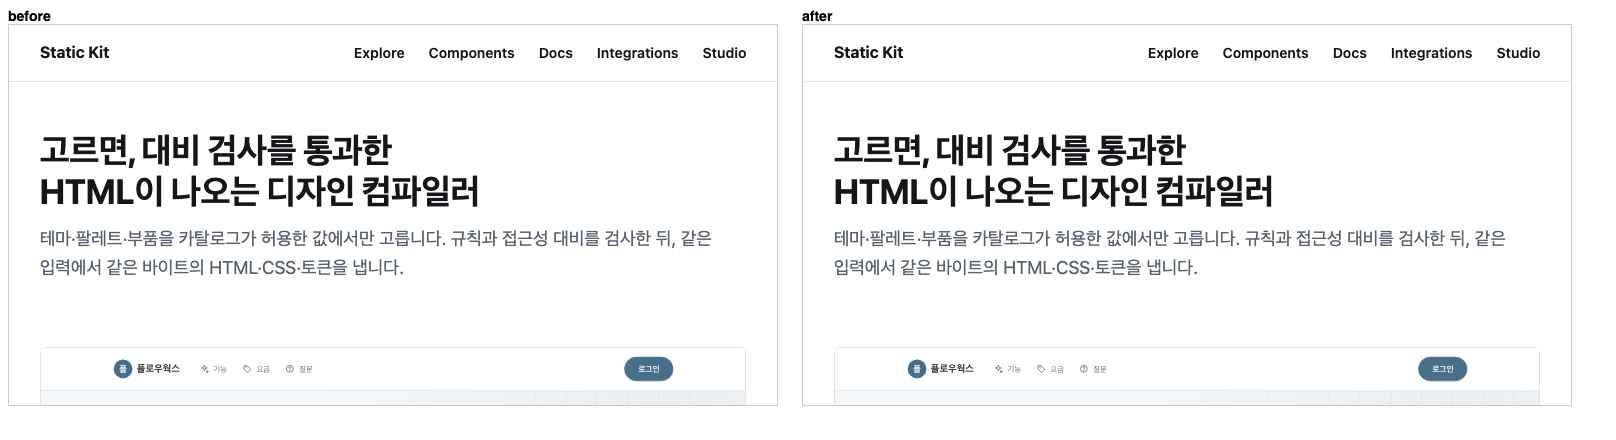 before
Static Kit
Explore Components Docs Integrations Studio
고르면, 대비 검사를 통과한
HTML이 나오는 디자인 컴파일러
테마·팔레트·부품을 카탈로그가 허용한 값에서만 고릅니다. 규칙과 접근성 대비를 검사한 뒤, 같은
입력에서 같은 바이트의 HTML·CSS·토큰을 냅니다.
플 플로우웍스 기능 요금 질문 로그인
after
Static Kit
Explore Components Docs Integrations Studio
고르면, 대비 검사를 통과한
HTML이 나오는 디자인 컴파일러
테마·팔레트·부품을 카탈로그가 허용한 값에서만 고릅니다. 규칙과 접근성 대비를 검사한 뒤, 같은
입력에서 같은 바이트의 HTML·CSS·토큰을 냅니다.
플 플로우웍스 기능 요금 질문 로그인